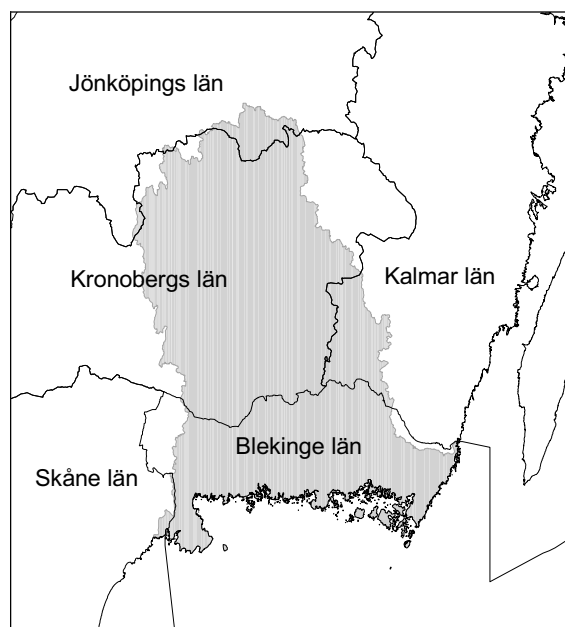 Jönköpings län
Kronobergs län
Kalmar län
Blekinge län
Skåne län